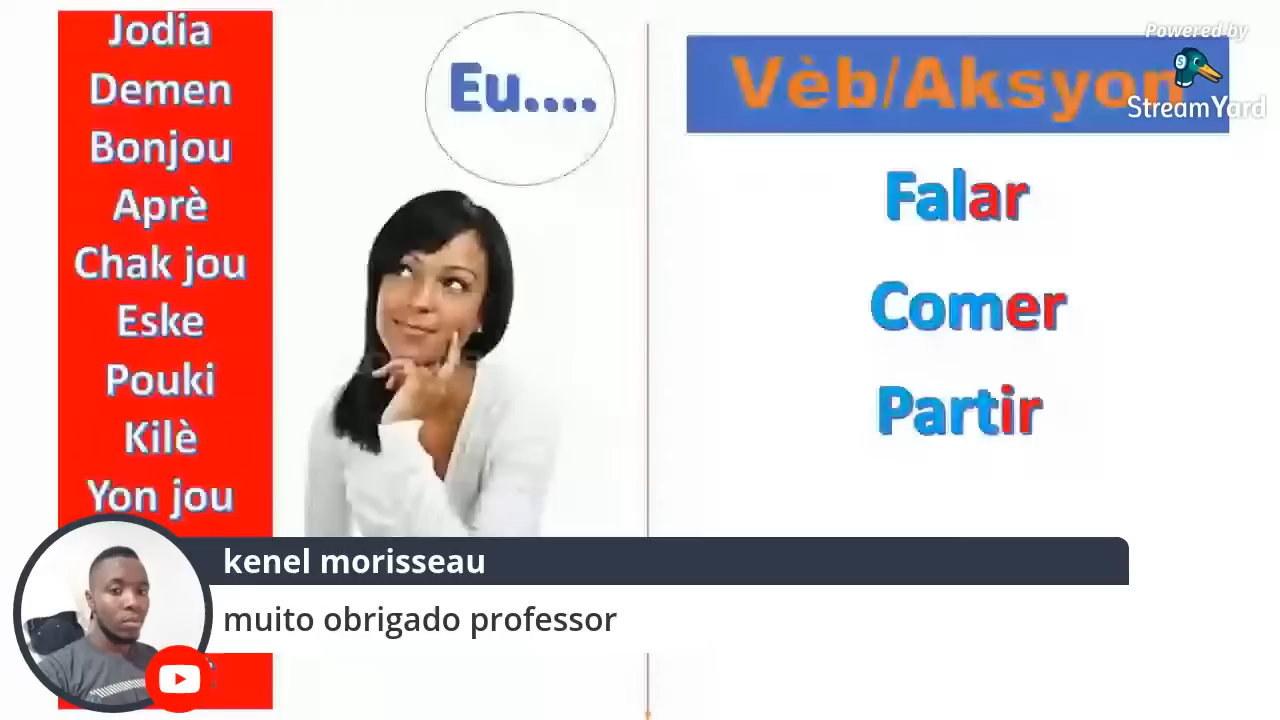 Jodia
Demen
Bonjou
Aprè
Chak jou
Eske
Pouki
Kilè
Yon jou
Eu....
Vèb/Aksyon
Falar
Comer
Partir
Powered by
StreamYard
kenel morisseau
muito obrigado professor